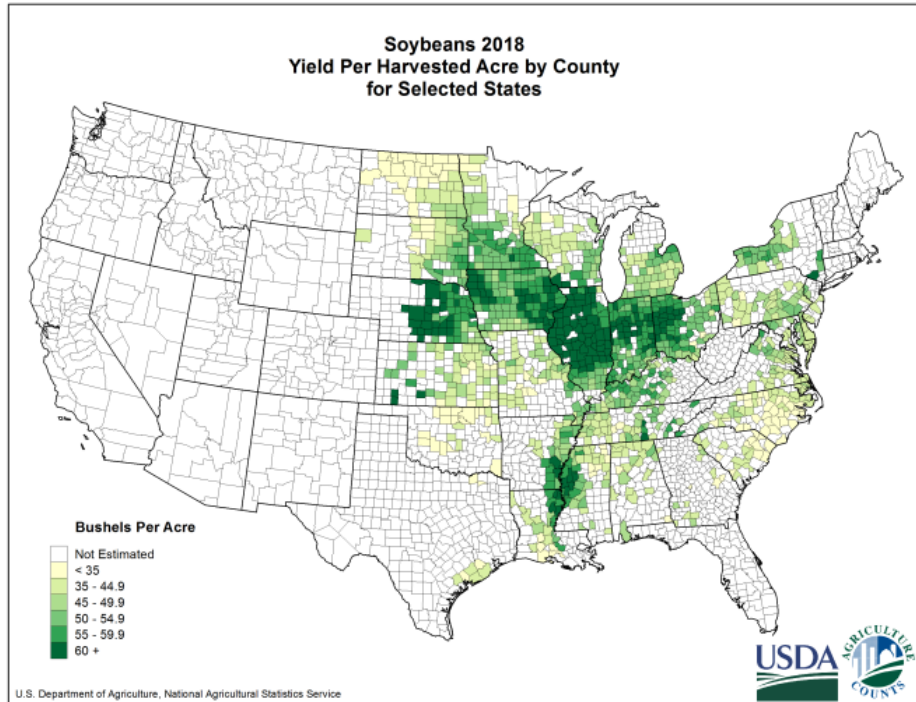 Soybeans 2018
Yield Per Harvested Acre by County
for Selected States
Bushels Per Acre
Not Estimated
< 35
35 - 44.9
45 - 49.9
50 - 54.9
55 - 59.9
60 +
U.S. Department of Agriculture, National Agricultural Statistics Service
USDA
AGRICULTURE
COUNTS